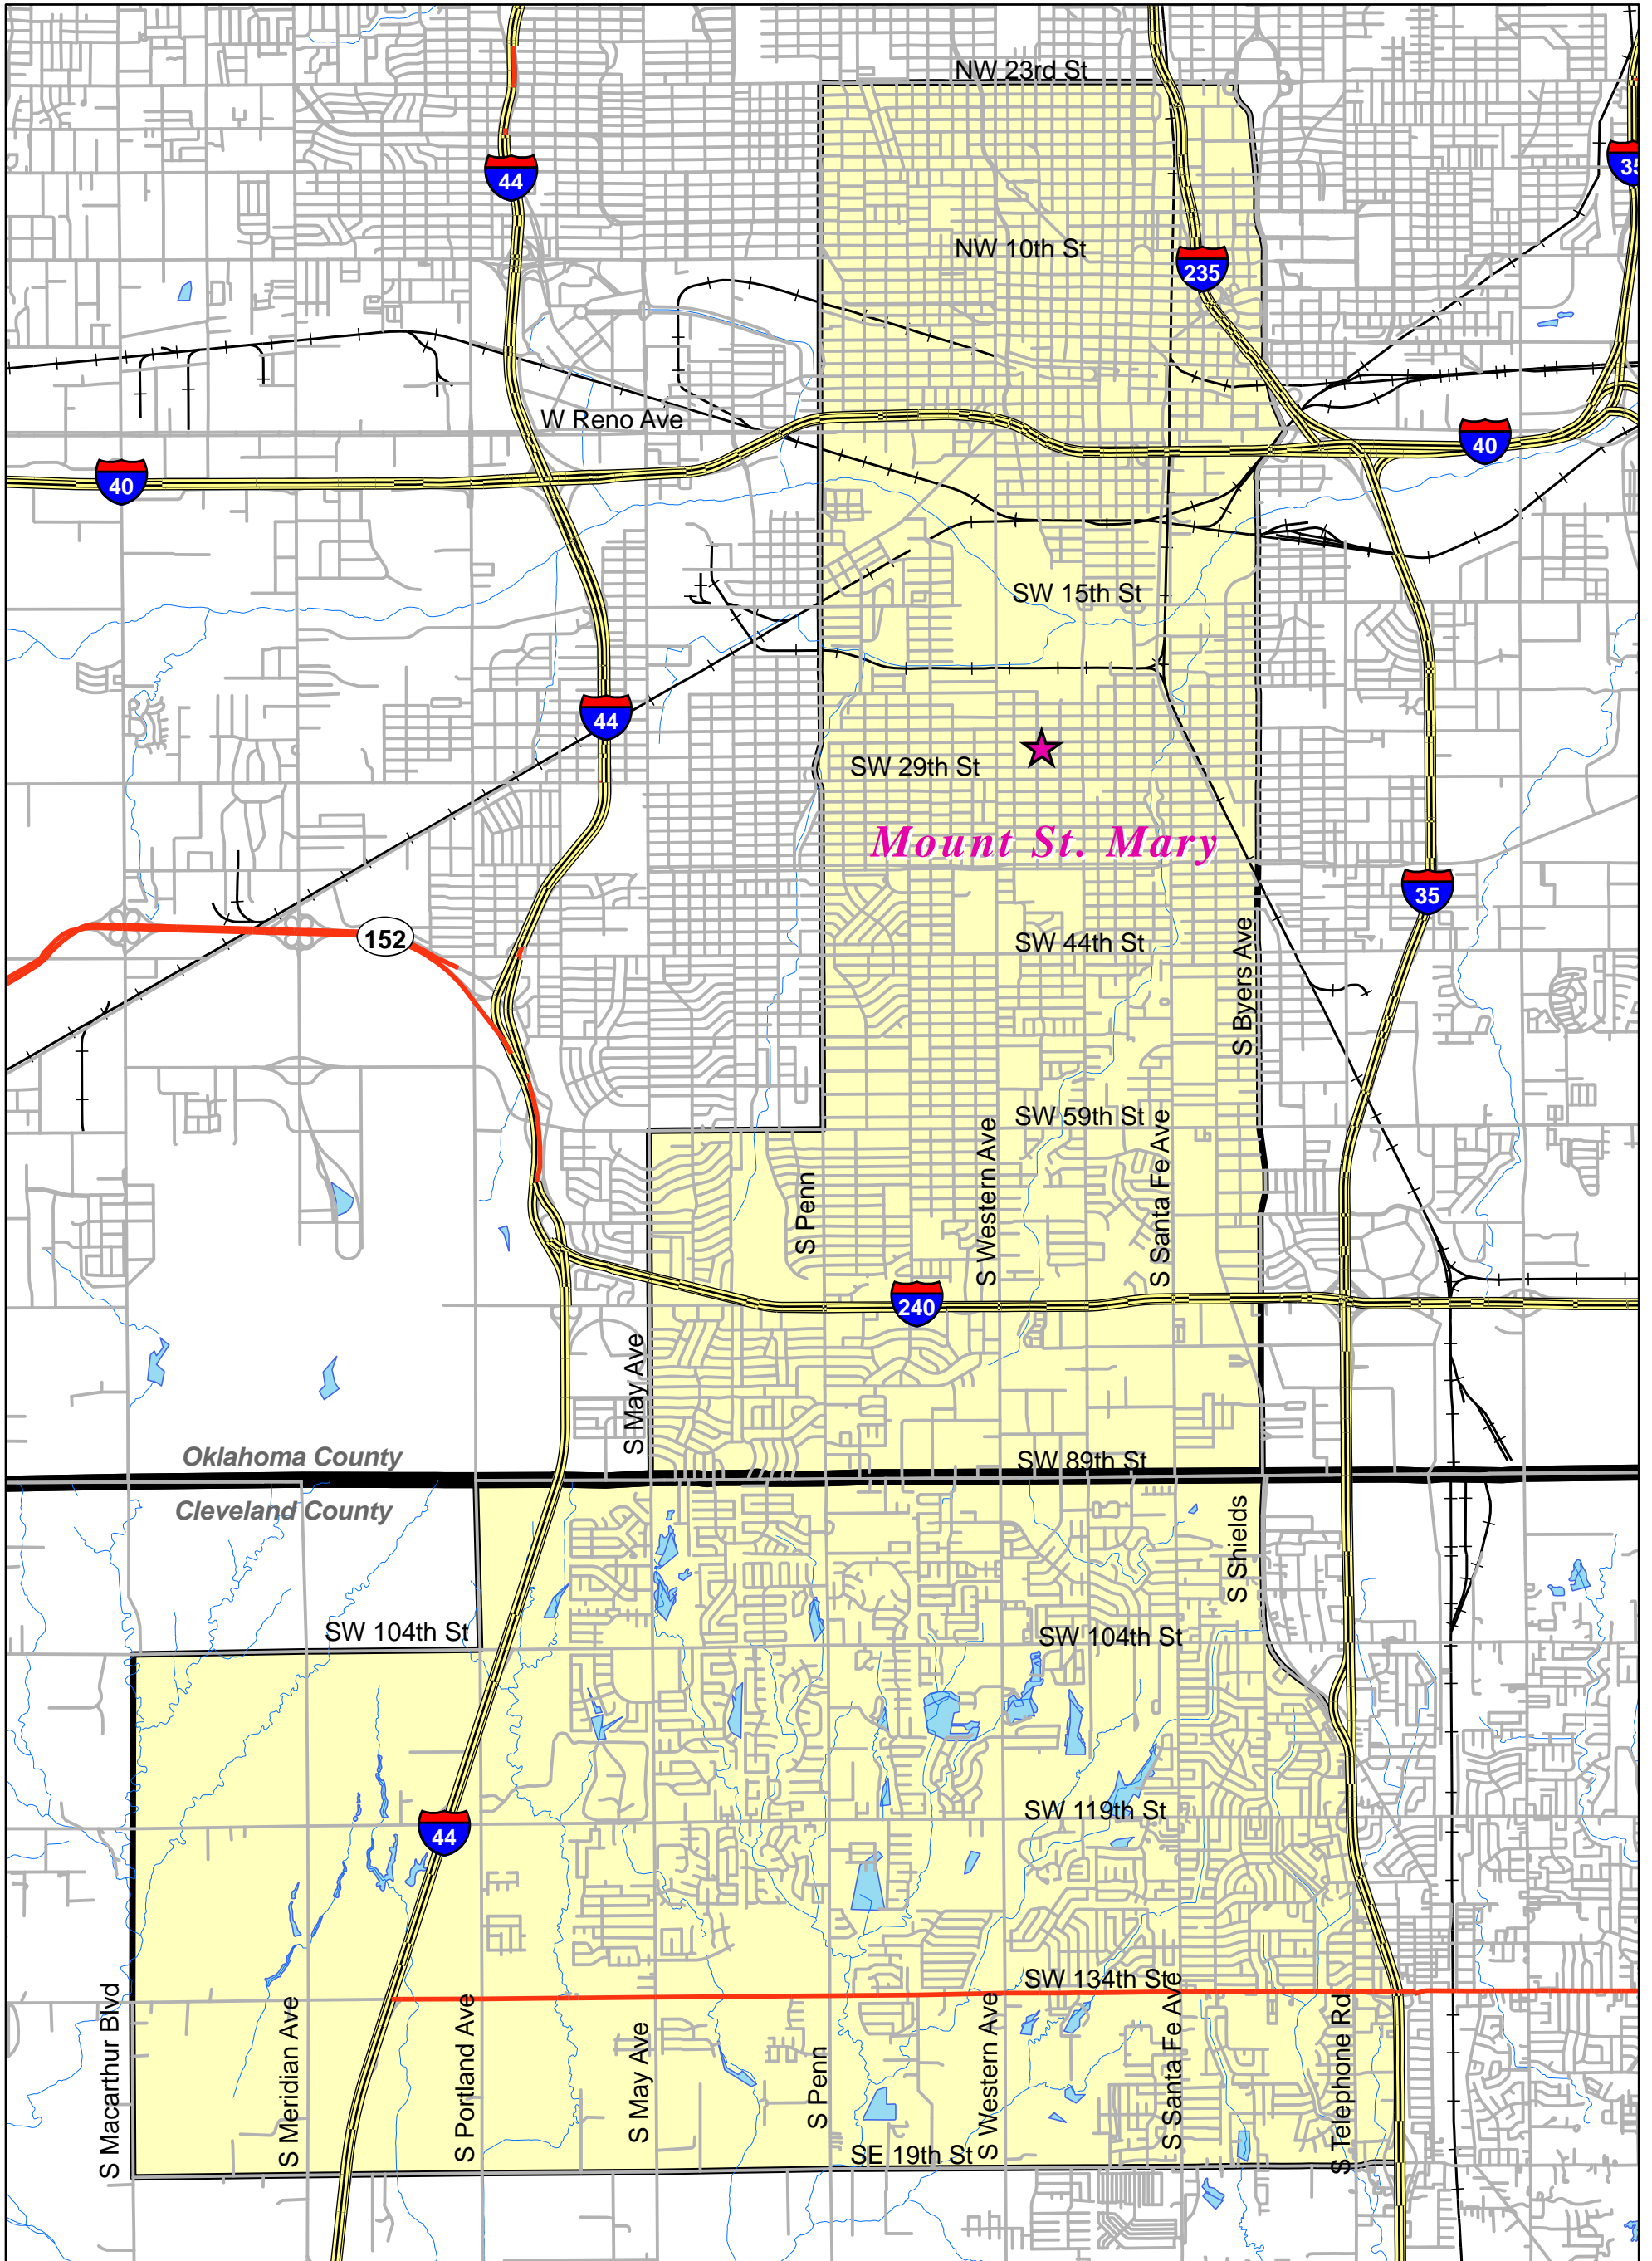 NW 23rd St
44
35
NW 10th St
235
W Reno Ave
40
40
SW 15th St
44
SW 29th St
Mount St. Mary
35
152
SW 44th St
S Byers Ave
SW 59th St
S Penn
S Western Ave
S Santa Fe Ave
240
S May Ave
Oklahoma County
SW 89th St
Cleveland County
S Shields
SW 104th St
SW 104th St
SW 119th St
44
SW 134th St
S Macarthur Blvd
S Meridian Ave
S Portland Ave
S May Ave
S Penn
S Western Ave
S Santa Fe Ave
S Telephone Rd
SE 19th St